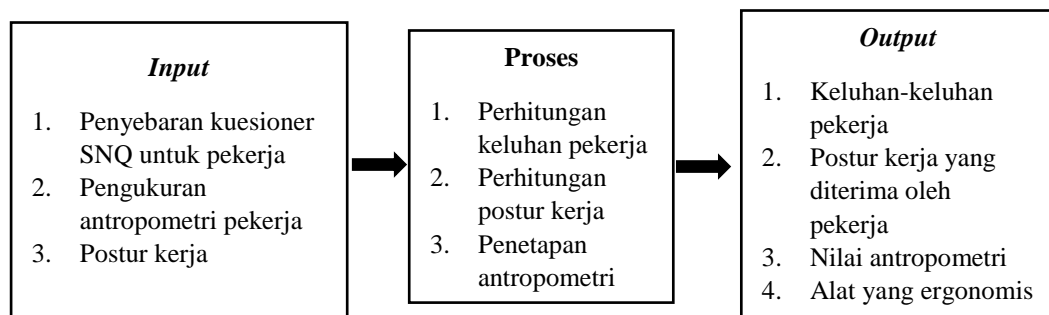 Input
1. Penyebaran kuesioner
SNQ untuk pekerja
2. Pengukuran
antropometri pekerja
3. Postur kerja
Proses
1. Perhitungan
keluhan pekerja
2. Perhitungan
postur kerja
3. Penetapan
antropometri
Output
1. Keluhan-keluhan
pekerja
2. Postur kerja yang
diterima oleh
pekerja
3. Nilai antropometri
4. Alat yang ergonomis